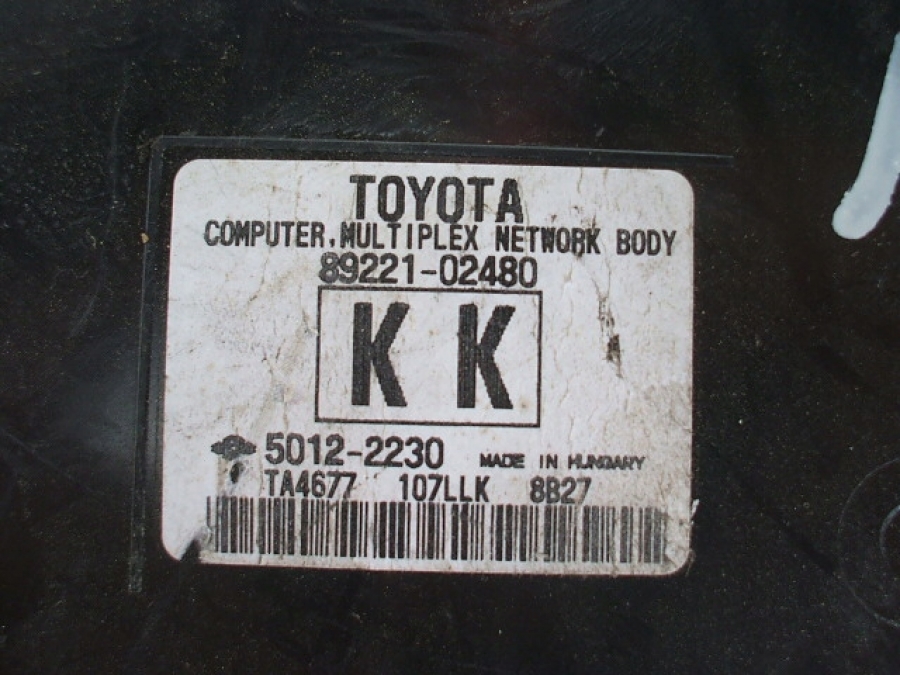 TOYOTA
COMPUTER,MULTIPLEX NETWORK BODY
89221-02480
K K
5012-2230 MADE IN HUNGARY
TA4677 107LLK 8B27